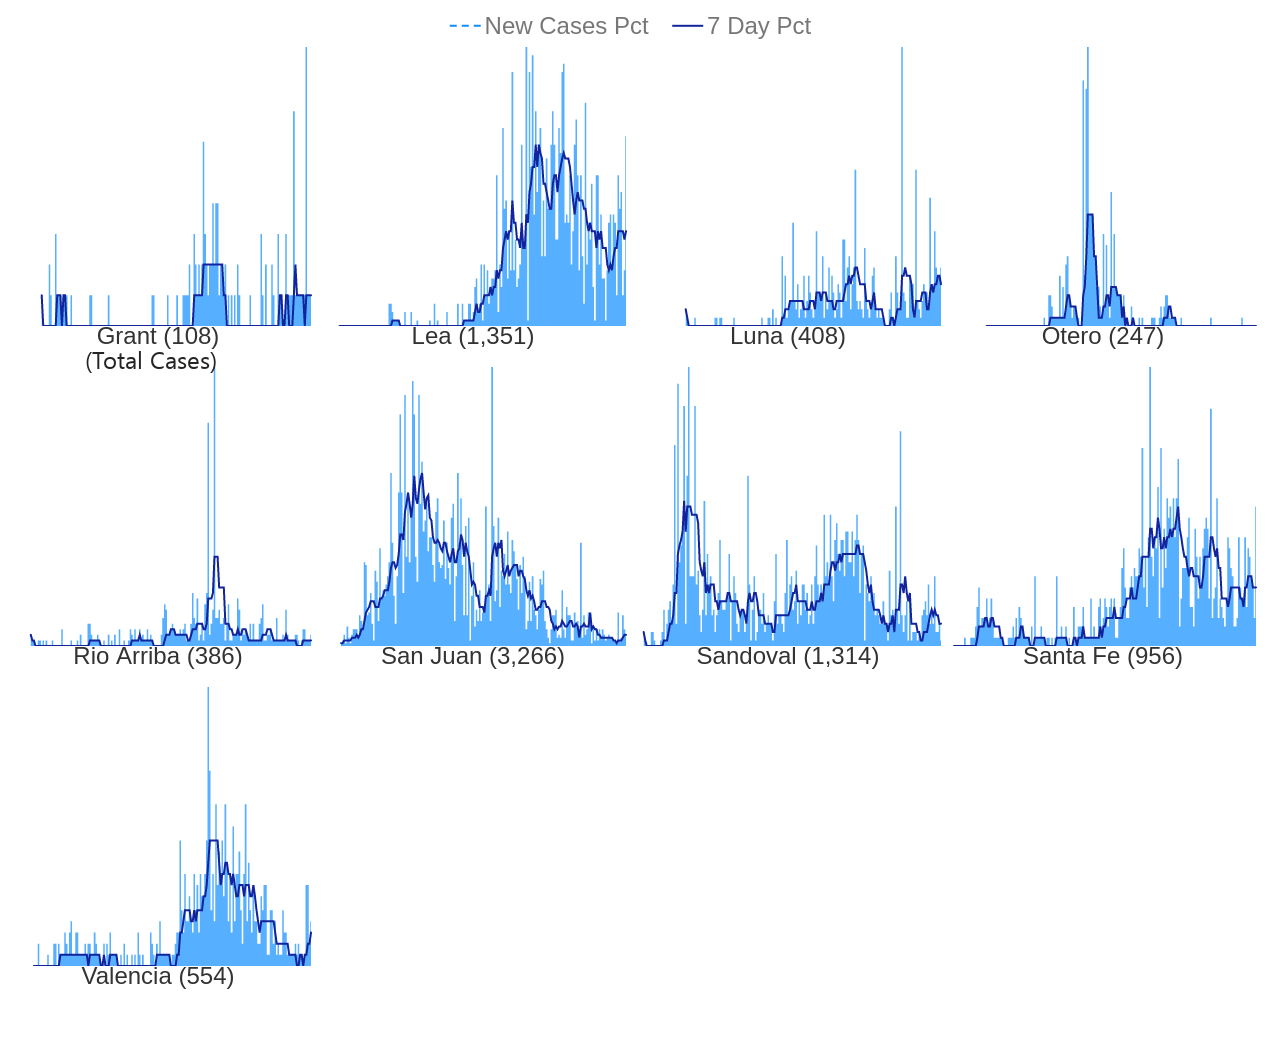 New Cases Pct 7 Day Pct
Grant (108)
(Total Cases)
Lea (1,351)
Luna (408)
Otero (247)
Rio Arriba (386)
San Juan (3,266)
Sandoval (1,314)
Santa Fe (956)
Valencia (554)